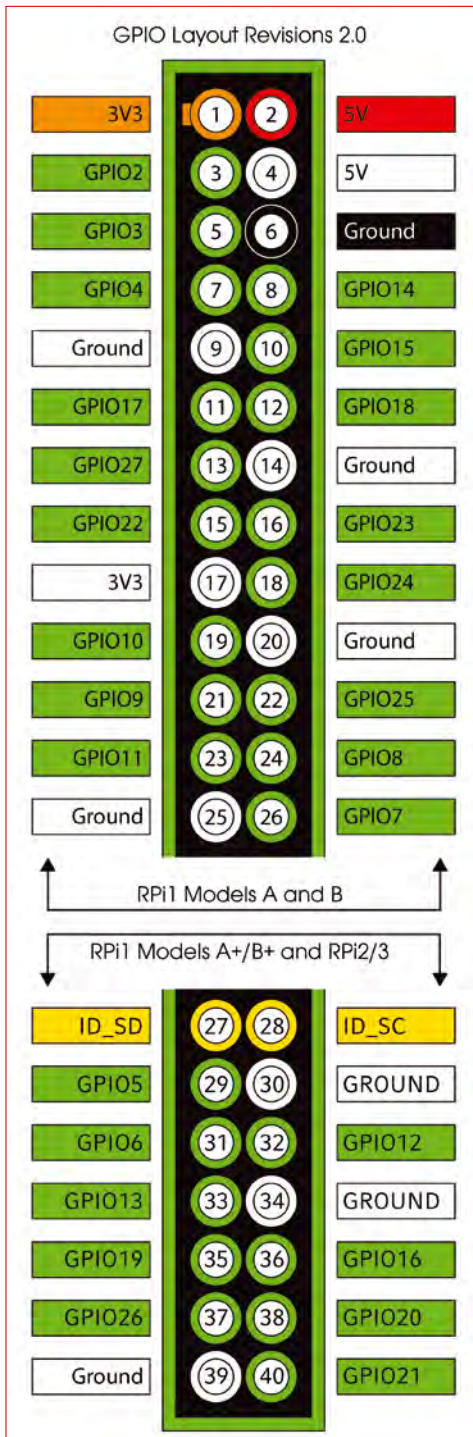 GPIO Layout Revisions 2.0
3V3 1 2 5V
GPIO2 3 4 5V
GPIO3 5 6 Ground
GPIO4 7 8 GPIO14
Ground 9 10 GPIO15
GPIO17 11 12 GPIO18
GPIO27 13 14 Ground
GPIO22 15 16 GPIO23
3V3 17 18 GPIO24
GPIO10 19 20 Ground
GPIO9 21 22 GPIO25
GPIO11 23 24 GPIO8
Ground 25 26 GPIO7
RPi1 Models A and B
RPi1 Models A+/B+ and RPi2/3
ID_SD 27 28 ID_SC
GPIO5 29 30 GROUND
GPIO6 31 32 GPIO12
GPIO13 33 34 GROUND
GPIO19 35 36 GPIO16
GPIO26 37 38 GPIO20
Ground 39 40 GPIO21